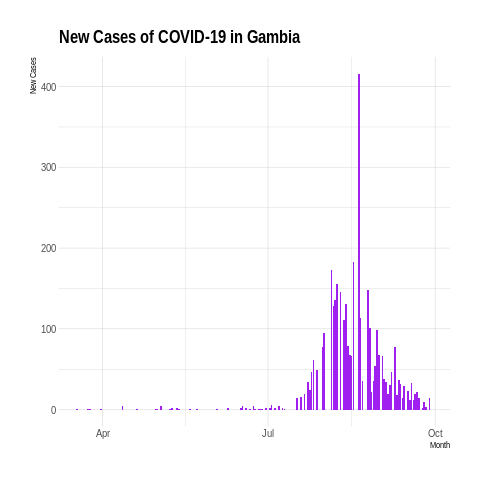 New Cases of COVID-19 in Gambia
New Cases
400
300
200
100
0
Apr
Jul
Oct
Month